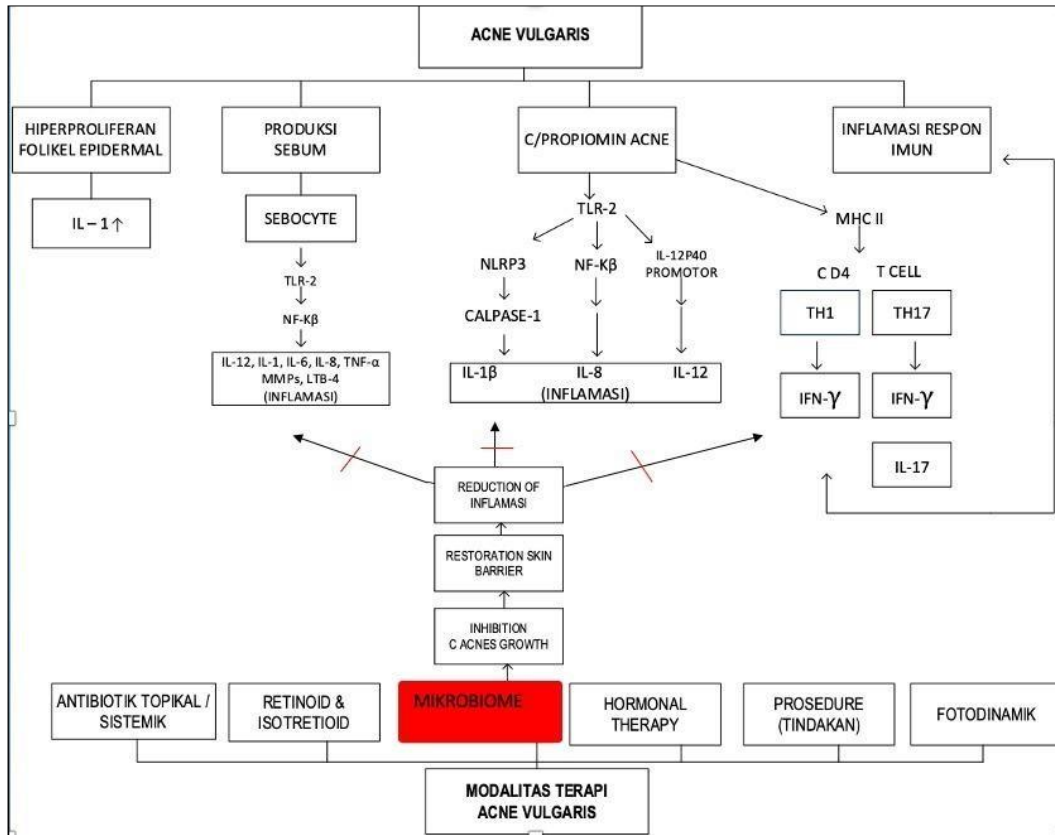 ACNE VULGARIS
HIPERPROLIFERAN
FOLIKEL EPIDERMAL
PRODUKSI
SEBUM
C/PROPIOMIN ACNE
INFLAMASI RESPON
IMUN
IL – 1↑
SEBOCYTE
TLR-2
NF-Kβ
IL-12, IL-1, IL-6, IL-8, TNF-α
MMPs, LTB-4
(INFLAMASI)
TLR-2
NLRP3
NF-Kβ
IL-12P40
PROMOTOR
CALPASE-1
IL-1β
IL-8
IL-12
(INFLAMASI)
MHC II
C D4 T CELL
TH1
TH17
IFN-γ
IFN-γ
IL-17
REDUCTION OF
INFLAMASI
RESTORATION SKIN
BARRIER
INHIBITION
C ACNES GROWTH
ANTIBIOTIK TOPIKAL /
SISTEMIK
RETINOID &
ISOTRETIOID
MIKROBIOME
HORMONAL
THERAPY
PROSEDURE
(TINDAKAN)
FOTODINAMIK
MODALITAS TERAPI
ACNE VULGARIS